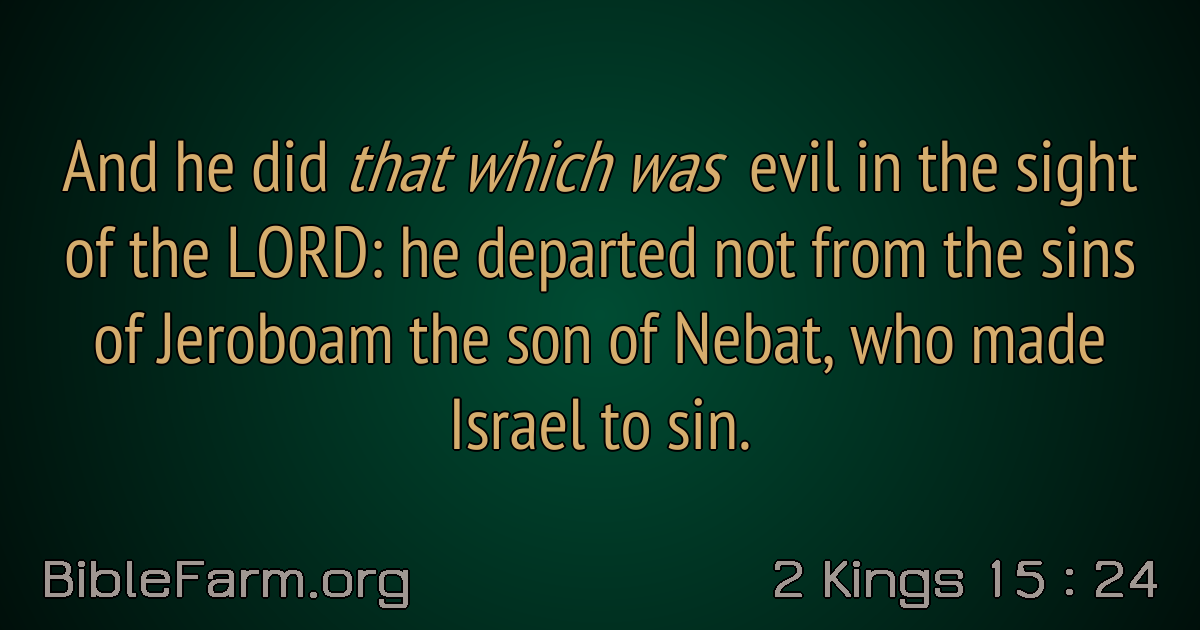 And he did that which was evil in the sight
of the LORD: he departed not from the sins
of Jeroboam the son of Nebat, who made
Israel to sin.
BibleFarm.org
2 Kings 15 : 24